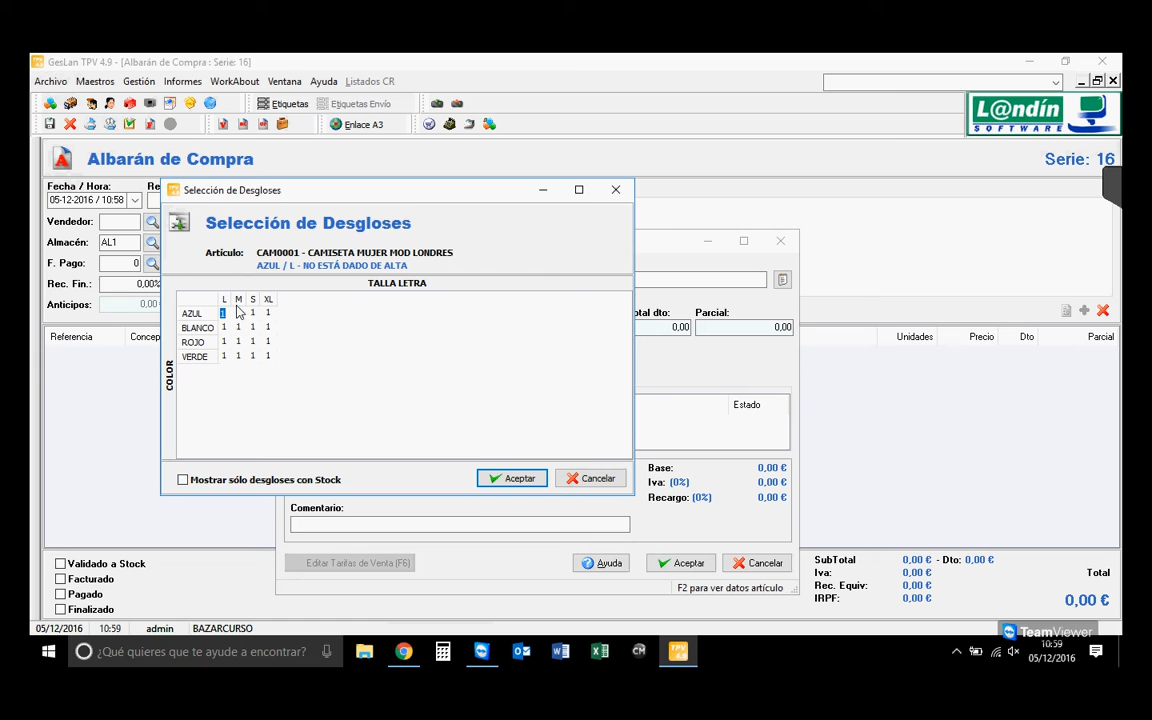 GesLan TPV 4.9 - [Albarán de Compra : Serie: 16]
Archivo Maestros Gestión Informes WorkAbout Ventana Ayuda Listados CR
Etiquetas Etiquetas Envío
Enlace A3
L@ndín
SOFTWARE
Albarán de Compra
Serie: 16
Fecha / Hora: Re
05-12-2016 / 10:58
Vendedor:
Almacén: AL1
F. Pago: 0
Rec. Fin.: 0,00%
Anticipos: 0,00
Selección de Desgloses
Selección de Desgloses
Artículo: CAM0001 - CAMISETA MUJER MOD LONDRES
AZUL / L - NO ESTÁ DADO DE ALTA
TALLA LETRA
L M S XL
AZUL 1 1 1
BLANCO 1 1 1 1
ROJO 1 1 1 1
VERDE 1 1 1 1
COLOR
Mostrar sólo desgloses con Stock
Aceptar Cancelar
tal dto: Parcial:
0,00 0,00
Referencia Concep Unidades Precio Dto Parcial
Estado
Base: 0,00 €
Iva: (0%) 0,00 €
Recargo: (0%) 0,00 €
Comentario:
Editar Tarifas de Venta (F6) Ayuda Aceptar Cancelar
F2 para ver datos artículo
Validado a Stock
Facturado
Pagado
Finalizado
SubTotal 0,00 € - Dto: 0,00 €
Iva: 0,00 € Total
Rec. Equiv: 0,00 €
IRPF: 0,00 € 0,00 €
05/12/2016 10:59 admin BAZARCURSO
TeamViewer
¿Qué quieres que te ayude a encontrar?
TPV
4.9
10:59
05/12/2016